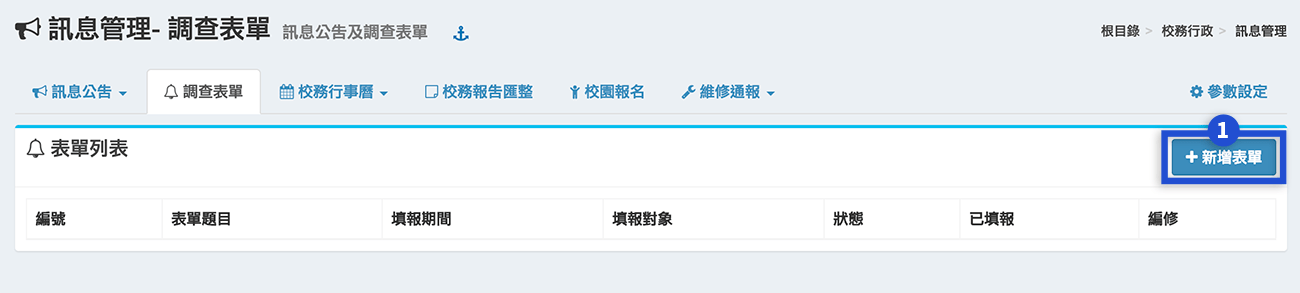 訊息管理- 調查表單 訊息公告及調查表單
根目錄 > 校務行政 > 訊息管理
訊息公告 調查表單 校務行事曆 校務報告匯整 校園報名 維修通報 參數設定
1
表單列表 + 新增表單
編號 表單題目 填報期間 填報對象 狀態 已填報 編修